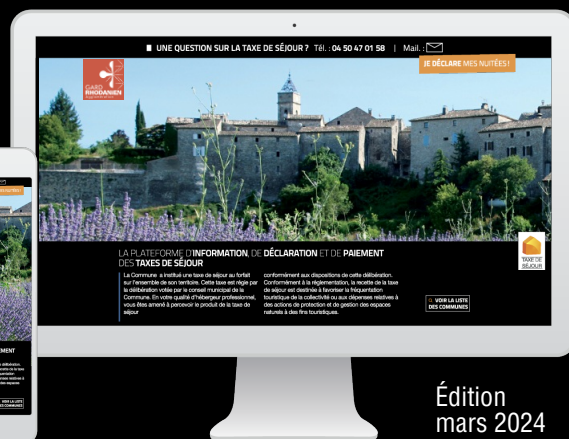 UNE QUESTION SUR LA TAXE DE SÉJOUR ? Tél. : 04 50 47 01 58 | Mail. :
JE DÉCLARE MES NUITÉES !
GARD
RHODANIEN
LA PLATEFORME D'INFORMATION, DE DÉCLARATION ET DE PAIEMENT
DES TAXES DE SÉJOUR
La Commune a institué une taxe de séjour au forfait
sur l'ensemble de son territoire. Cette taxe est régie par
la délibération votée par le conseil municipal de la
Commune. En votre qualité d'hébergeur professionnel,
vous êtes amené à percevoir le produit de la taxe de
séjour
conformément aux dispositions de cette délibération.
Conformément à la réglementation, la recette de la taxe
de séjour est destinée à favoriser la fréquentation
touristique de la collectivité ou aux dépenses relatives à
des actions de protection et de gestion des espaces
naturels à des fins touristiques.
TAXE DE
SÉJOUR
VOIR LA LISTE
DES COMMUNES
Édition
mars 2024